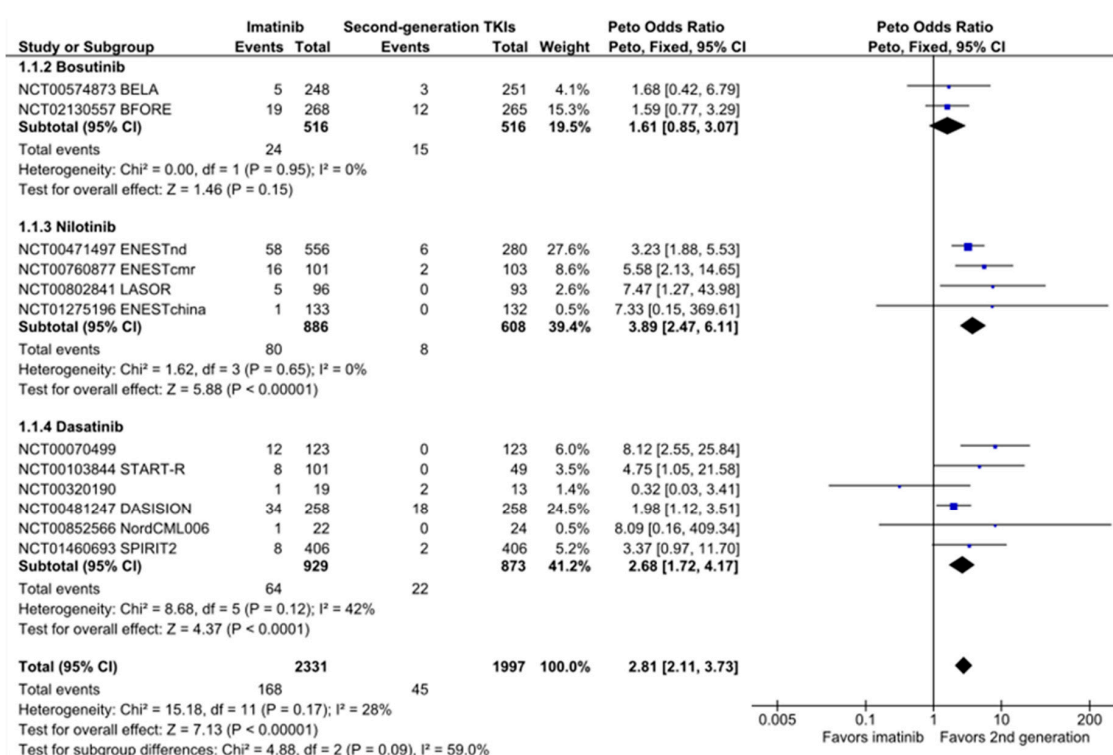 Imatinib Second-generation TKIs Peto Odds Ratio Peto Odds Ratio
Study or Subgroup Events Total Events Total Weight Peto, Fixed, 95% CI Peto, Fixed, 95% CI
1.1.2 Bosutinib
NCT00574873 BELA 5 248 3 251 4.1% 1.68 [0.42, 6.79]
NCT02130557 BFORE 19 268 12 265 15.3% 1.59 [0.77, 3.29]
Subtotal (95% CI) 516 516 19.5% 1.61 [0.85, 3.07]
Total events 24 15
Heterogeneity: Chi² = 0.00, df = 1 (P = 0.95); I² = 0%
Test for overall effect: Z = 1.46 (P = 0.15)
1.1.3 Nilotinib
NCT00471497 ENESTnd 58 556 6 280 27.6% 3.23 [1.88, 5.53]
NCT00760877 ENESTcmr 16 101 2 103 8.6% 5.58 [2.13, 14.65]
NCT00802841 LASOR 5 96 0 93 2.6% 7.47 [1.27, 43.98]
NCT01275196 ENESTchina 1 133 0 132 0.5% 7.33 [0.15, 369.61]
Subtotal (95% CI) 886 608 39.4% 3.89 [2.47, 6.11]
Total events 80 8
Heterogeneity: Chi² = 1.62, df = 3 (P = 0.65); I² = 0%
Test for overall effect: Z = 5.88 (P < 0.00001)
1.1.4 Dasatinib
NCT00070499 12 123 0 123 6.0% 8.12 [2.55, 25.84]
NCT00103844 START-R 8 101 0 49 3.5% 4.75 [1.05, 21.58]
NCT00320190 1 19 2 13 1.4% 0.32 [0.03, 3.41]
NCT00481247 DASISION 34 258 18 258 24.5% 1.98 [1.12, 3.51]
NCT00852566 NordCML006 1 22 0 24 0.5% 8.09 [0.16, 409.34]
NCT01460693 SPIRIT2 8 406 2 406 5.2% 3.37 [0.97, 11.70]
Subtotal (95% CI) 929 873 41.2% 2.68 [1.72, 4.17]
Total events 64 22
Heterogeneity: Chi² = 8.68, df = 5 (P = 0.12); I² = 42%
Test for overall effect: Z = 4.37 (P < 0.0001)
Total (95% CI) 2331 1997 100.0% 2.81 [2.11, 3.73]
Total events 168 45
Heterogeneity: Chi² = 15.18, df = 11 (P = 0.17); I² = 28%
Test for overall effect: Z = 7.13 (P < 0.00001)
Test for subgroup differences: Chi² = 4.88, df = 2 (P = 0.09), I² = 59.0%
0.005 0.1 1 10 200
Favors imatinib Favors 2nd generation